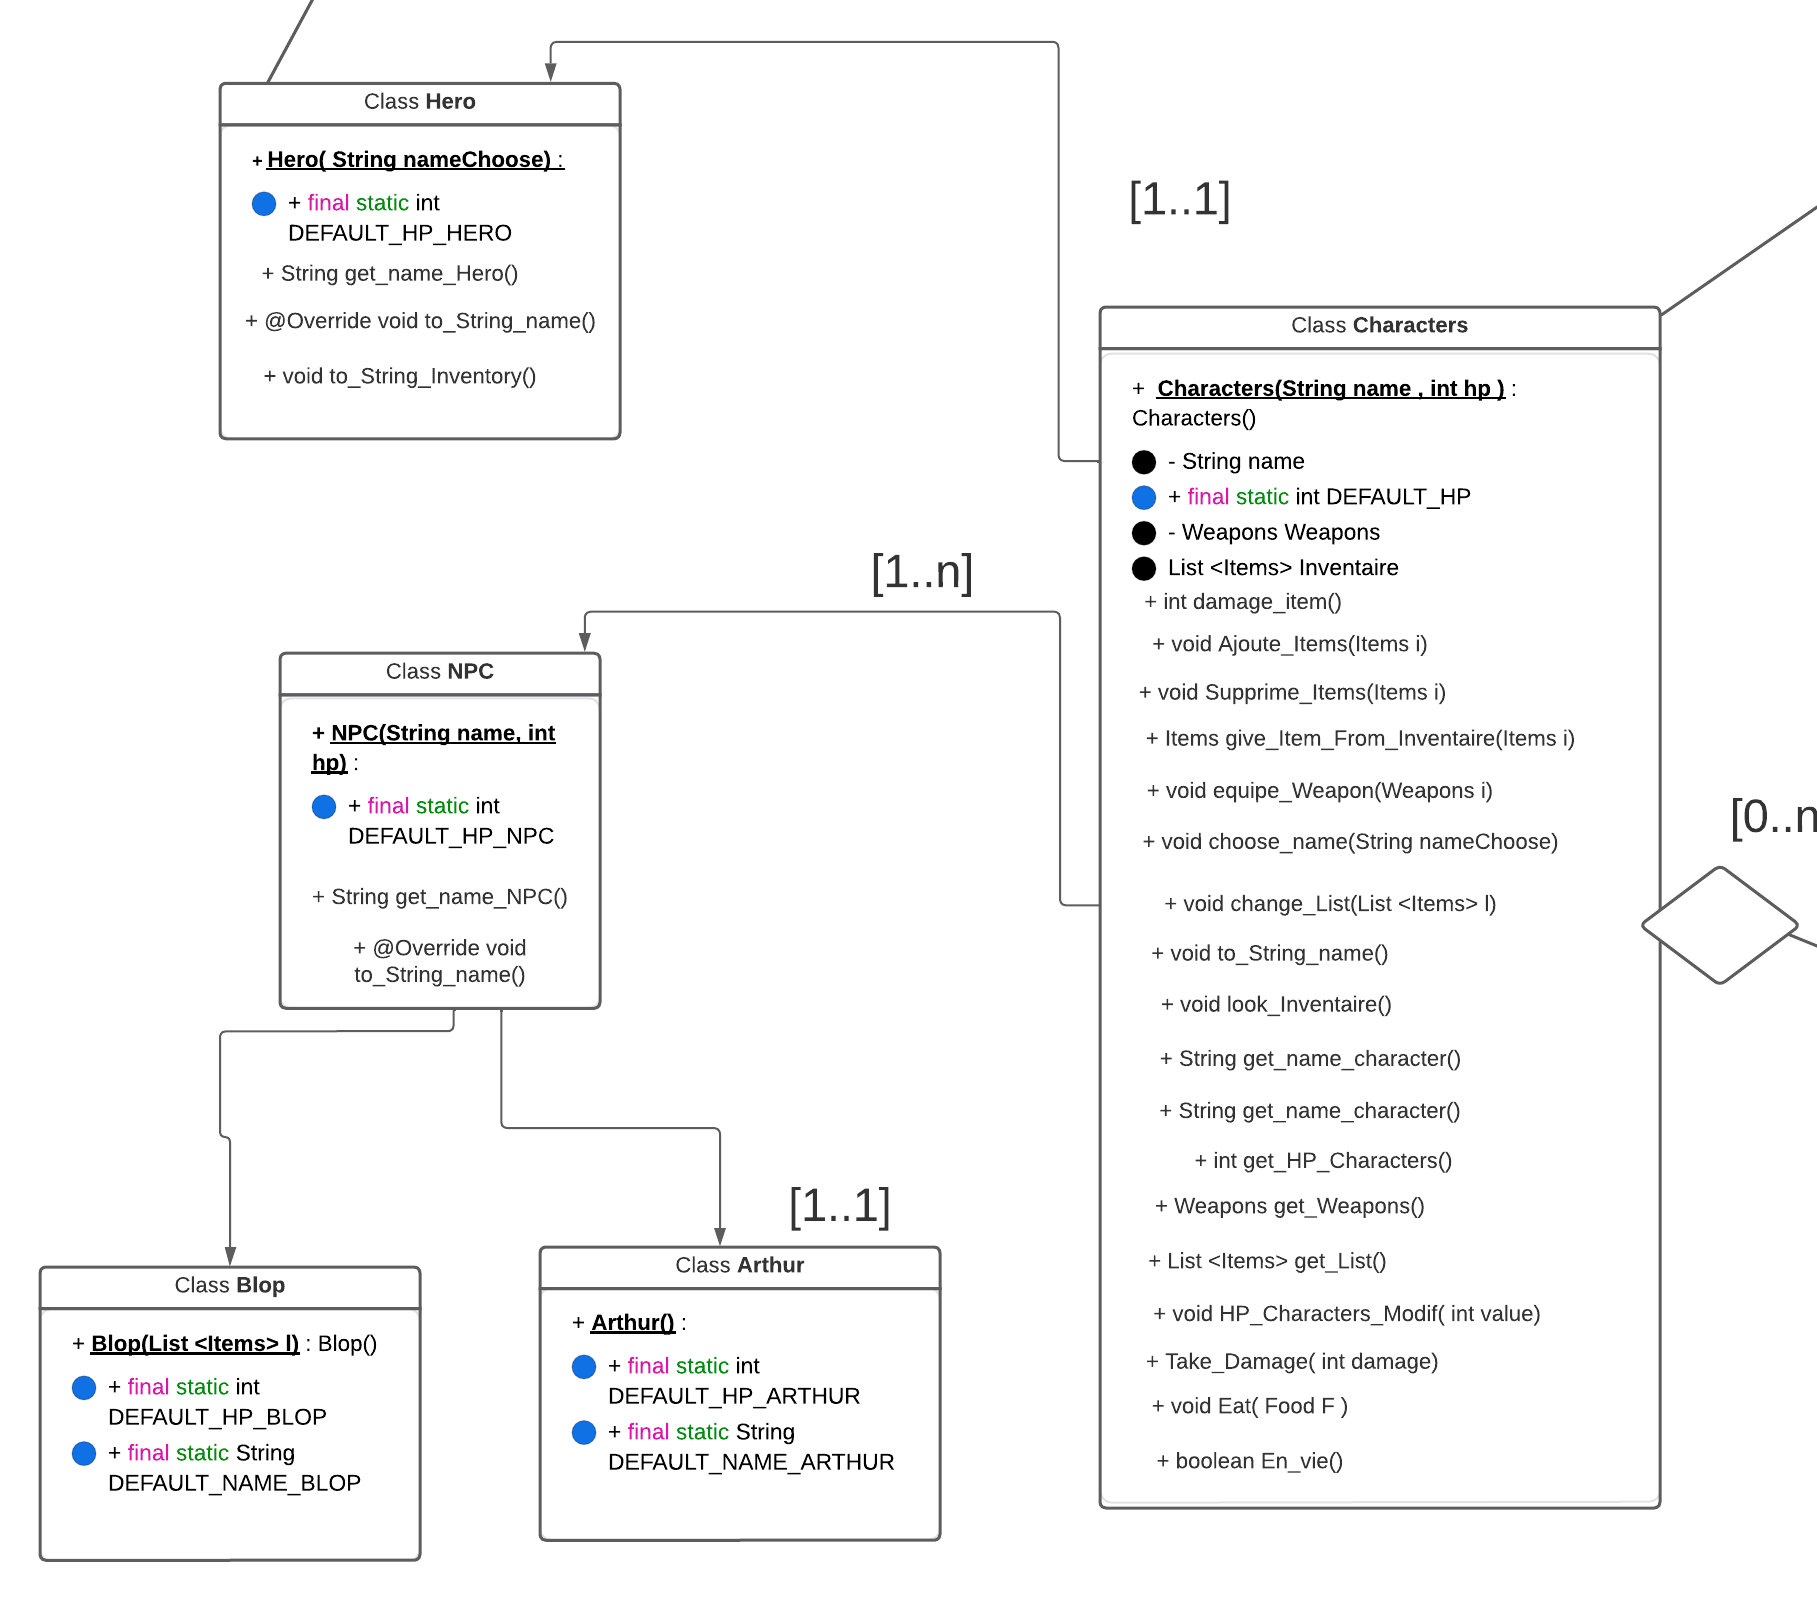 Class Hero
+ Hero( String nameChoose) :
+ final static int
DEFAULT_HP_HERO
+ String get_name_Hero()
+ @Override void to_String_name()
+ void to_String_Inventory()
[1..1]
Class Characters
+ Characters(String name , int hp ) :
Characters()
- String name
+ final static int DEFAULT_HP
- Weapons Weapons
List <Items> Inventaire
+ int damage_item()
+ void Ajoute_Items(Items i)
+ void Supprime_Items(Items i)
+ Items give_Item_From_Inventaire(Items i)
+ void equipe_Weapon(Weapons i)
+ void choose_name(String nameChoose)
+ void change_List(List <Items> l)
+ void to_String_name()
+ void look_Inventaire()
+ String get_name_character()
+ String get_name_character()
+ int get_HP_Characters()
+ Weapons get_Weapons()
+ List <Items> get_List()
+ void HP_Characters_Modif( int value)
+ Take_Damage( int damage)
+ void Eat( Food F )
+ boolean En_vie()
[0..n
[1..n]
Class NPC
+ NPC(String name, int
hp) :
+ final static int
DEFAULT_HP_NPC
+ String get_name_NPC()
+ @Override void
to_String_name()
Class Blop
+ Blop(List <Items> l) : Blop()
+ final static int
DEFAULT_HP_BLOP
+ final static String
DEFAULT_NAME_BLOP
[1..1]
Class Arthur
+ Arthur() :
+ final static int
DEFAULT_HP_ARTHUR
+ final static String
DEFAULT_NAME_ARTHUR